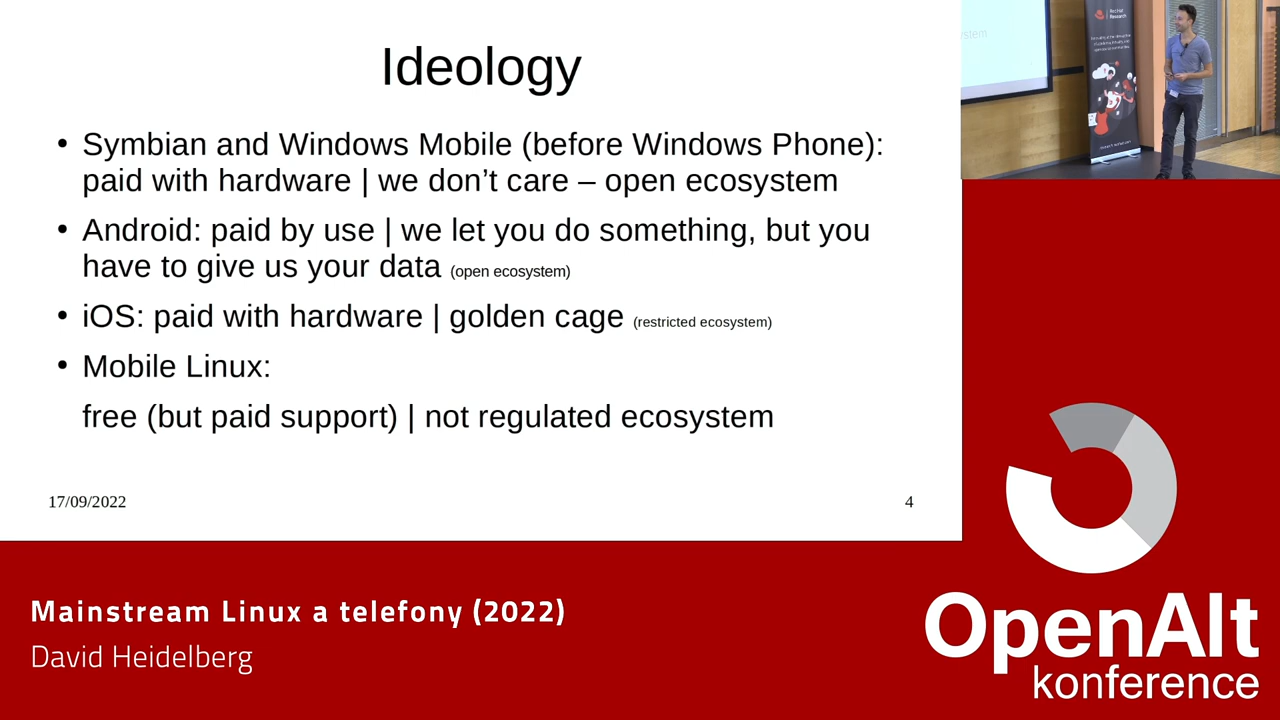 Ideology
• Symbian and Windows Mobile (before Windows Phone):
paid with hardware | we don’t care – open ecosystem
• Android: paid by use | we let you do something, but you
have to give us your data (open ecosystem)
• iOS: paid with hardware | golden cage (restricted ecosystem)
• Mobile Linux:
free (but paid support) | not regulated ecosystem
17/09/2022
4
Red Hat
Research
Mainstream Linux a telefony (2022)
David Heidelberg
OpenAlt
konference